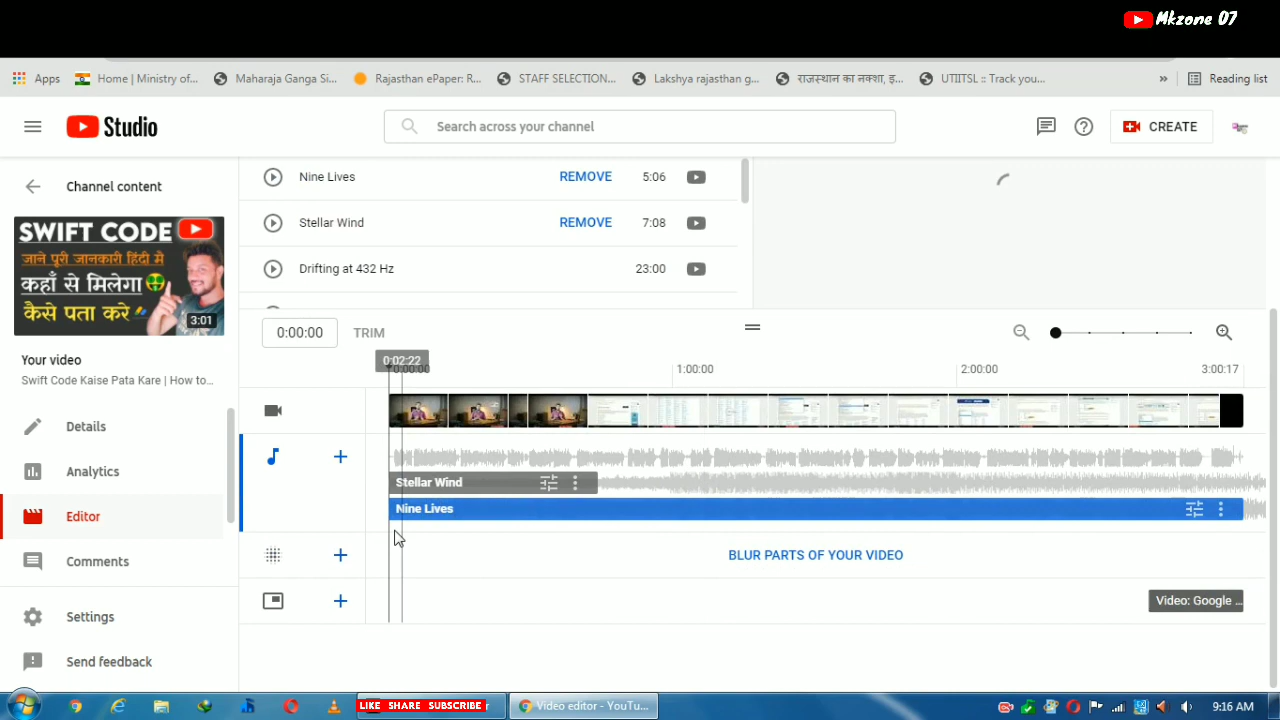 Mkzone 07
Apps
Home | Ministry of...
Maharaja Ganga Si...
Rajasthan ePaper: R...
STAFF SELECTION...
Lakshya rajasthan g...
राजस्थान का नक्शा, इ...
UTIITSL :: Track you...
»
Reading list
Studio
Search across your channel
CREATE
Channel content
Nine Lives REMOVE 5:06
Stellar Wind REMOVE 7:08
Drifting at 432 Hz 23:00
SWIFT CODE
जाने पूरी जानकारी हिंदी मे
कहाँ से मिलेगा
कैसे पता करे
3:01
Your video
Swift Code Kaise Pata Kare | How to...
Details
Analytics
Editor
Comments
Settings
Send feedback
0:00:00 TRIM
0:02:22
0:00:00 1:00:00 2:00:00 3:00:17
Stellar Wind
Nine Lives
BLUR PARTS OF YOUR VIDEO
Video: Google ...
LIKE SHARE SUBSCRIBE
Video editor - YouTu...
9:16 AM